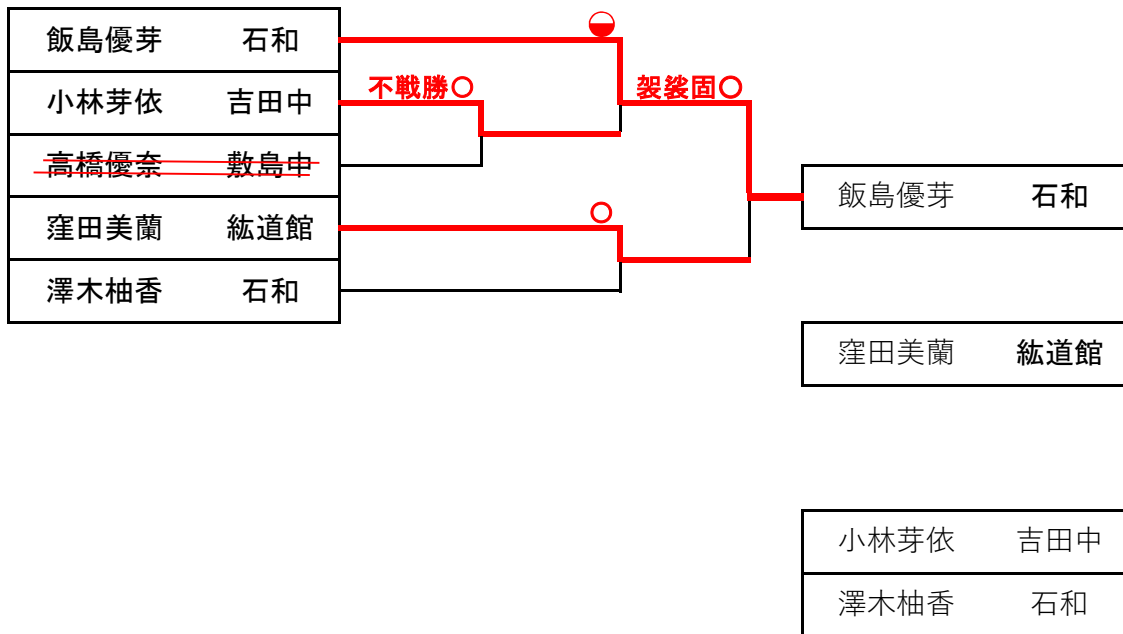 飯島優芽 石和
小林芽依 吉田中
高橋優奈 敷島中
窪田美蘭 紘道館
澤木柚香 石和
不戦勝○
袈裟固○
○
飯島優芽 石和
窪田美蘭 紘道館
小林芽依 吉田中
澤木柚香 石和